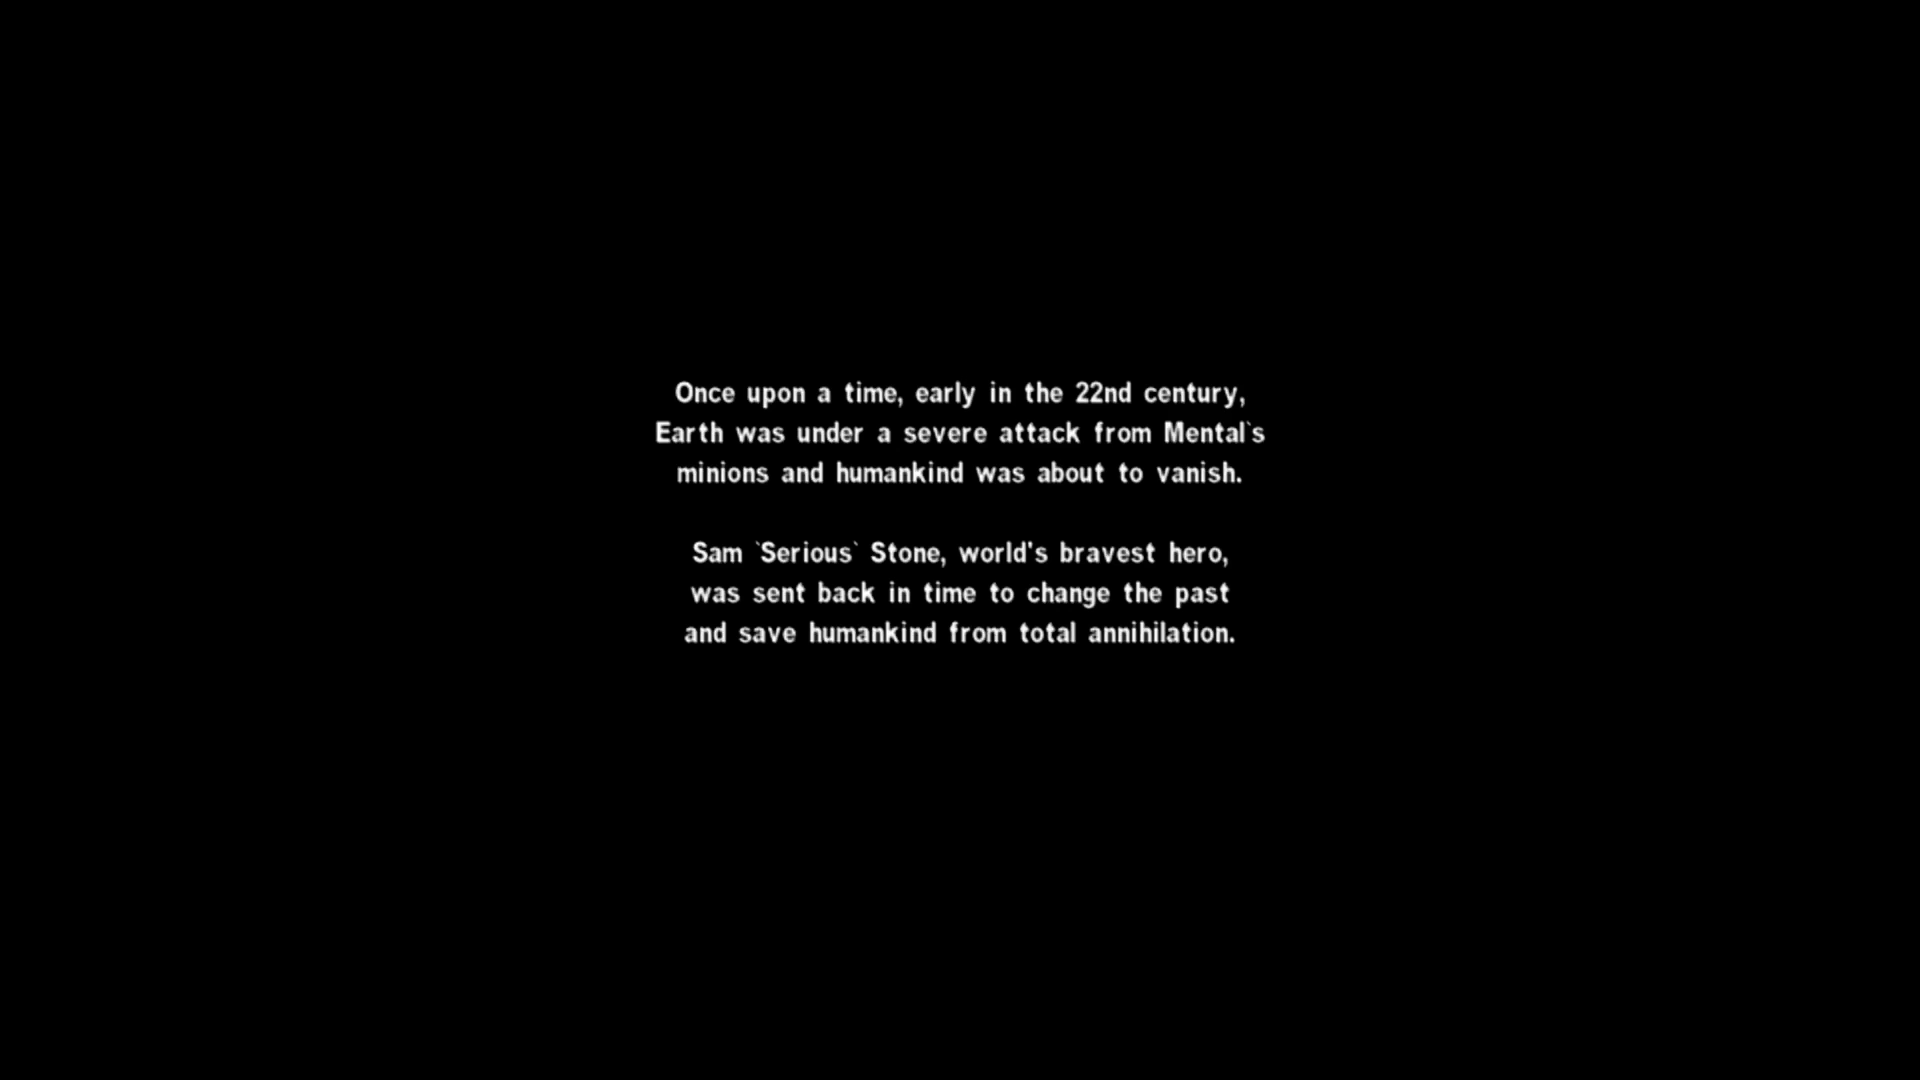 Once upon a time, early in the 22nd century,
Earth was under a severe attack from Mental`s
minions and humankind was about to vanish.
Sam `Serious` Stone, world's bravest hero,
was sent back in time to change the past
and save humankind from total annihilation.